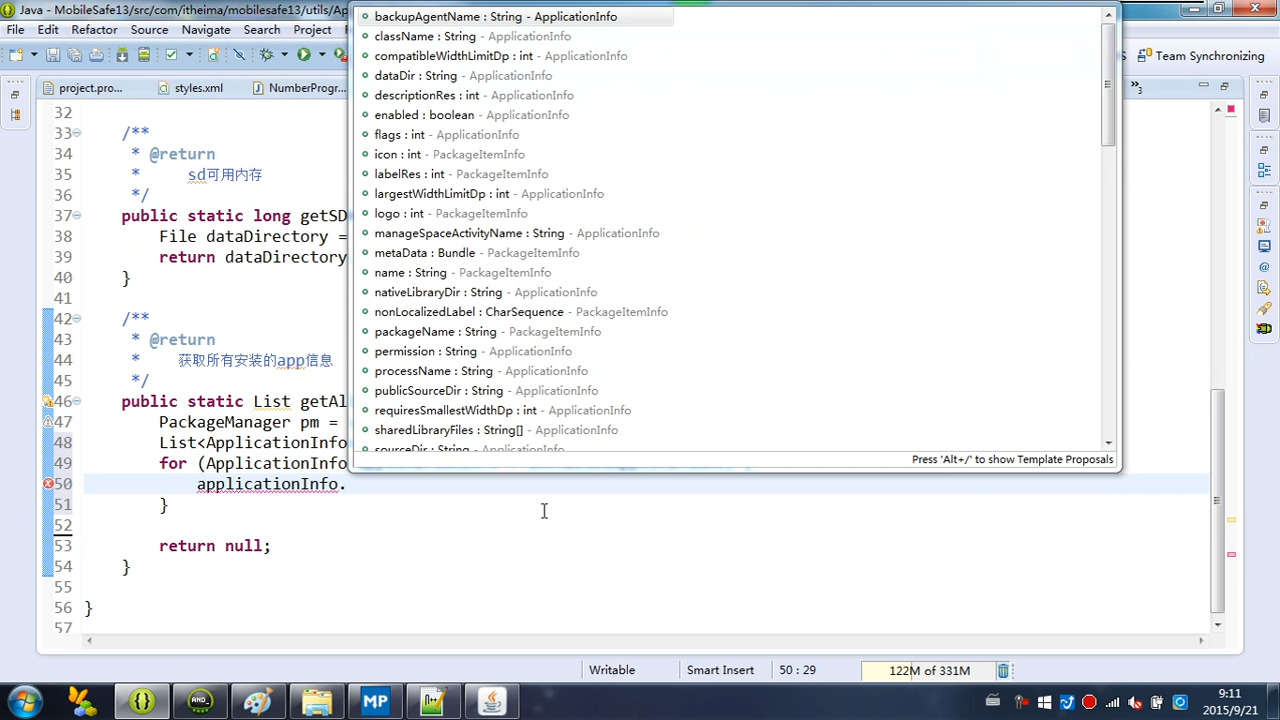 Java - MobileSafe13/src/com/itheima/mobilesafe13/utils/Ap
File Edit Refactoring Source Refactor Navigate Search Project
Team Synchronizing
project.pro... styles.xml NumberProgr...
32
33 /**
34 * @return
35 * sd可用内存
36 */
37 public static long getSD
38 File dataDirectory =
39 return dataDirectory
40 }
41
42 /**
43 * @return
44 * 获取所有安装的app信息
45 */
46 public static List getAl
47 PackageManager pm =
48 List<ApplicationInfo
49 for (ApplicationInfo
50 applicationInfo.
51 }
52
53 return null;
54 }
55
56 }
57
backupAgentName : String - ApplicationInfo
className : String - ApplicationInfo
compatibleWidthLimitDp : int - ApplicationInfo
dataDir : String - ApplicationInfo
descriptionRes : int - ApplicationInfo
enabled : boolean - ApplicationInfo
flags : int - ApplicationInfo
icon : int - PackageItemInfo
labelRes : int - PackageItemInfo
largestWidthLimitDp : int - ApplicationInfo
logo : int - PackageItemInfo
manageSpaceActivityName : String - ApplicationInfo
metaData : Bundle - PackageItemInfo
name : String - PackageItemInfo
nativeLibraryDir : String - ApplicationInfo
nonLocalizedLabel : CharSequence - PackageItemInfo
packageName : String - PackageItemInfo
permission : String - ApplicationInfo
processName : String - ApplicationInfo
publicSourceDir : String - ApplicationInfo
requiresSmallestWidthDp : int - ApplicationInfo
sharedLibraryFiles : String[] - ApplicationInfo
sourceDir : String - ApplicationInfo
Press 'Alt+/' to show Template Proposals
Writable Smart Insert 50 : 29 122M of 331M
MP
9:11
2015/9/21